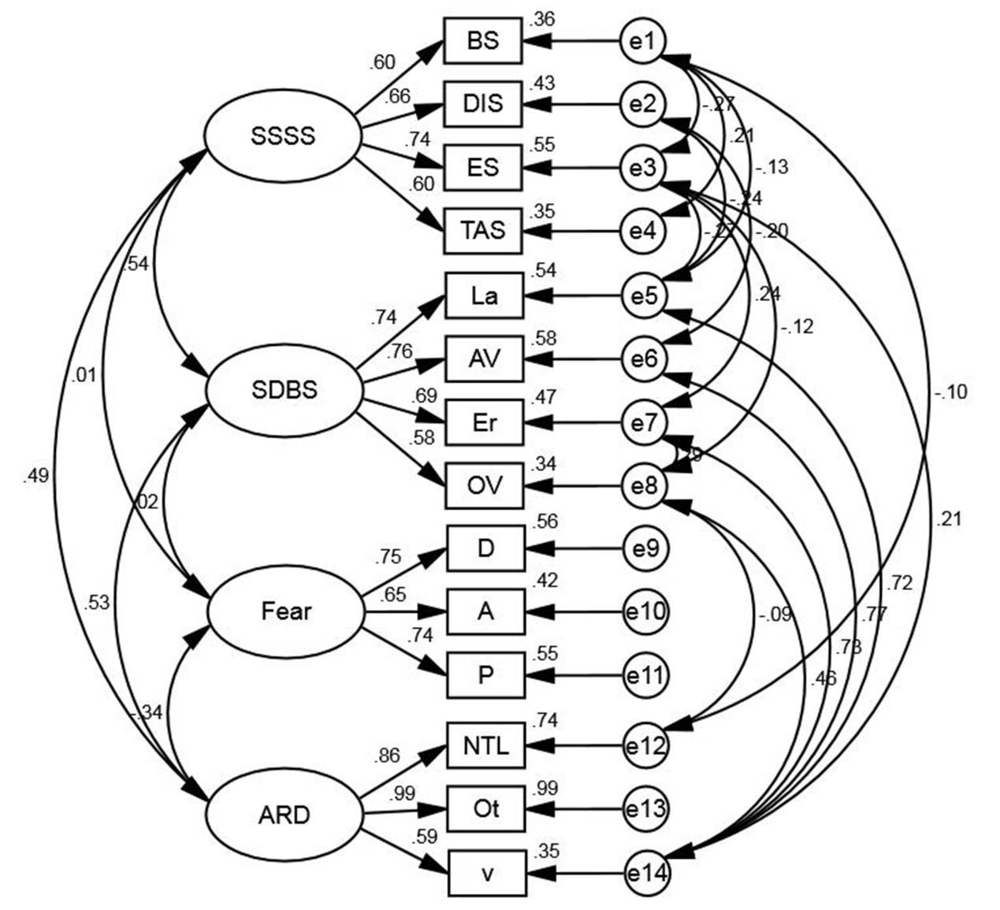 .36
BS
e1
.60
.43
DIS
e2
.66
-.27
SSSS
.21
.74
.55
ES
e3
-.13
.60
-.24
.35
TAS
e4
-.20
.54
.54
La
e5
.24
.74
-.12
.58
AV
e6
.76
.01
SDBS
-.10
.69
.47
Er
e7
.58
.34
OV
e8
.49
.02
.56
.21
D
e9
.75
.42
.72
.65
.53
Fear
A
e10
-.09
.77
.74
.73
.55
P
e11
.46
-.34
.74
NTL
e12
.86
.99
.99
ARD
Ot
e13
.59
.35
v
e14